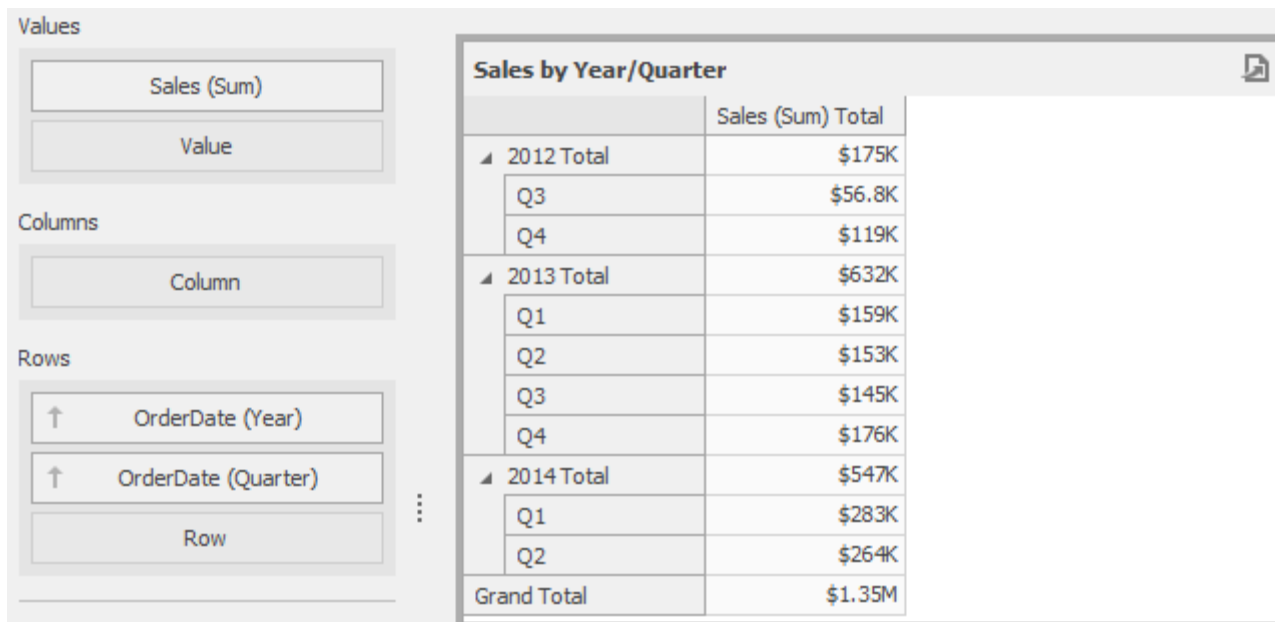 Values
Sales (Sum)
Value
Columns
Column
Rows
OrderDate (Year)
OrderDate (Quarter)
Row
Sales by Year/Quarter
Sales (Sum) Total
2012 Total $175K
Q3 $56.8K
Q4 $119K
2013 Total $632K
Q1 $159K
Q2 $153K
Q3 $145K
Q4 $176K
2014 Total $547K
Q1 $283K
Q2 $264K
Grand Total $1.35M